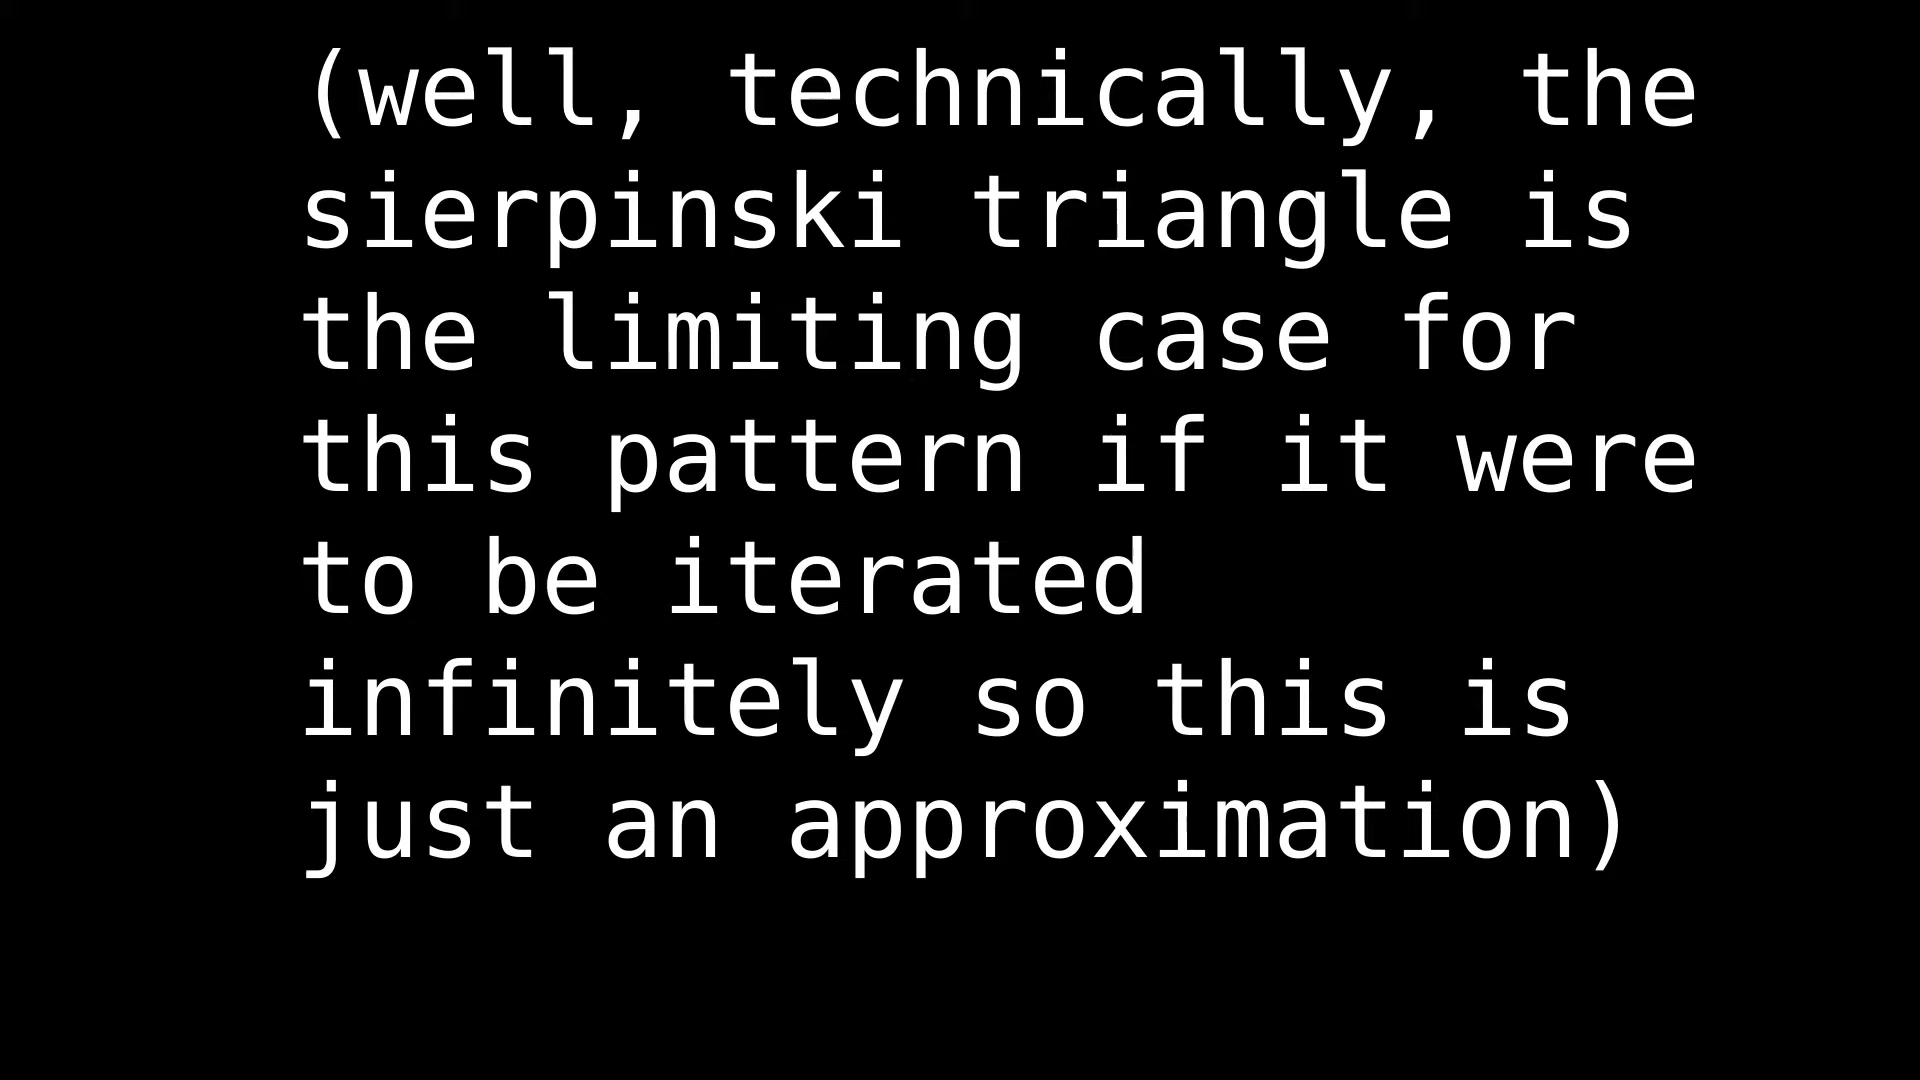 (well, technically, the
sierpinski triangle is
the limiting case for
this pattern if it were
to be iterated
infinitely so this is
just an approximation)